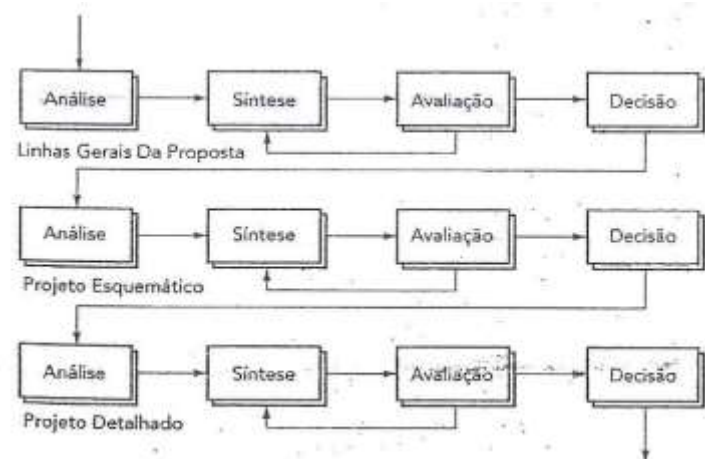 Análise Síntese Avaliação Decisão
Linhas Gerais Da Proposta
Análise Síntese Avaliação Decisão
Projeto Esquemático
Análise Síntese Avaliação Decisão
Projeto Detalhado